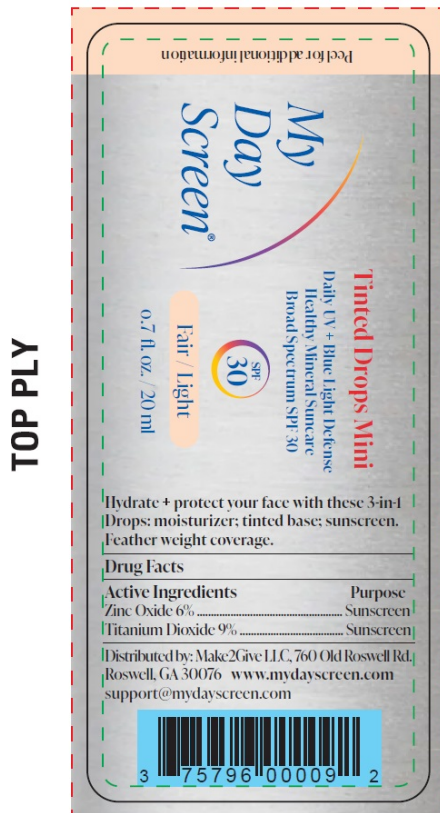 TOP PLY
Peel for additional information
My
Day
Screen®
Tinted Drops Mini
Daily UV + Blue Light Defense
Healthy Mineral Suncare
Broad Spectrum SPF 30
SPF
30
Fair / Light
0.7 fl. oz. / 20 ml
Hydrate + protect your face with these 3-in-1
Drops: moisturizer; tinted base; sunscreen.
Feather weight coverage.
Drug Facts
Active Ingredients Purpose
Zinc Oxide 6% ........................................ Sunscreen
Titanium Dioxide 9% ............................. Sunscreen
Distributed by: Make2Give LLC, 760 Old Roswell Rd.
Roswell, GA 30076 www.mydayscreen.com
support@mydayscreen.com
3 75796 00009 2